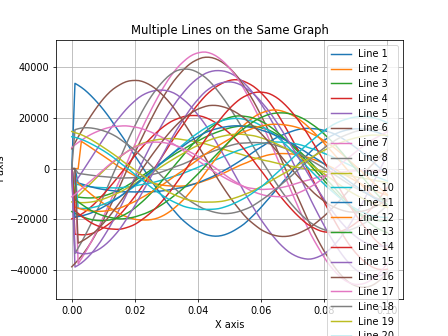 Multiple Lines on the Same Graph
40000
20000
0
−20000
−40000
0.00
0.02
0.04
0.06
X axis
axis
Line 1
Line 2
Line 3
Line 4
Line 5
Line 6
Line 7
Line 8
Line 9
Line 10
Line 11
Line 12
Line 13
Line 14
Line 15
Line 16
Line 17
Line 18
Line 19
Line 20